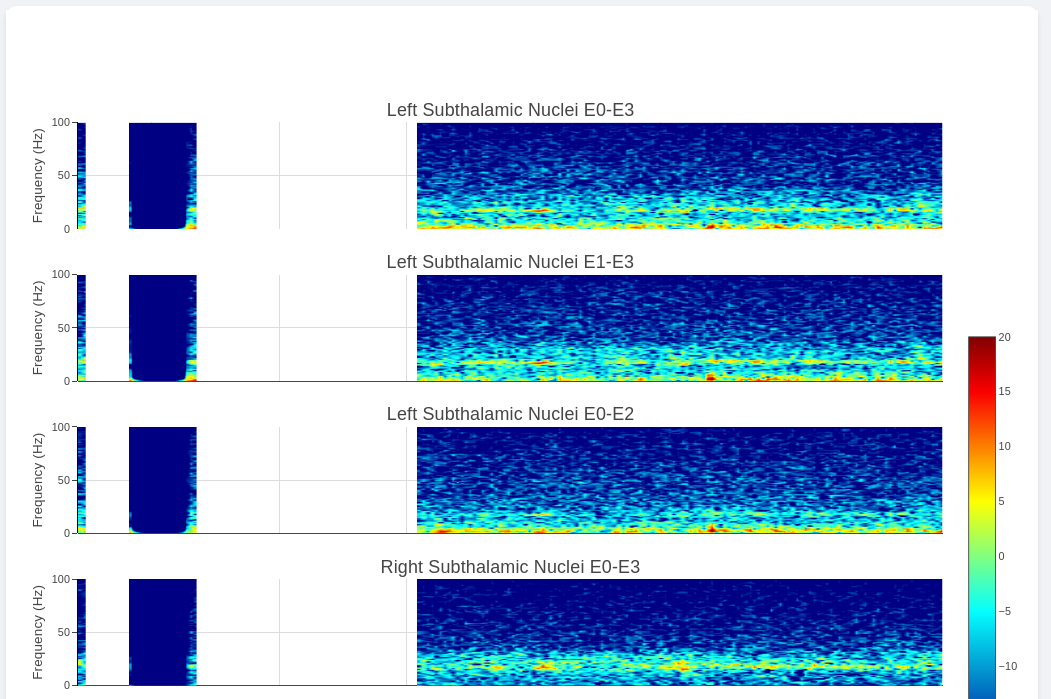 Left Subthalamic Nuclei E0-E3
Frequency (Hz)
100
50
0
Left Subthalamic Nuclei E1-E3
Frequency (Hz)
100
50
0
Left Subthalamic Nuclei E0-E2
Frequency (Hz)
100
50
0
Right Subthalamic Nuclei E0-E3
Frequency (Hz)
100
50
0
20
15
10
5
0
−5
−10